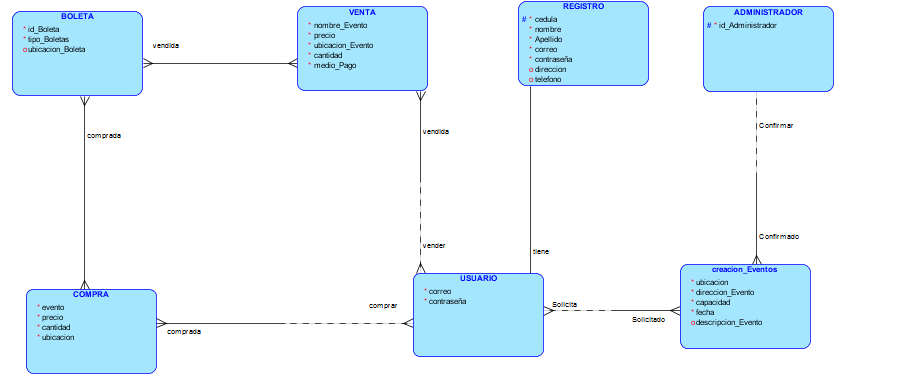 BOLETA
* id_Boleta
* tipo_Boletas
o ubicacion_Boleta
vendida
VENTA
* nombre_Evento
* precio
* ubicacion_Evento
* cantidad
* medio_Pago
REGISTRO
# * cedula
* nombre
* Apellido
* correo
* contraseña
o direccion
o telefono
ADMINISTRADOR
# * id_Administrador
comprada
vendida
Confirmar
vender
tiene
Confirmado
COMPRA
* evento
* precio
* cantidad
* ubicacion
comprada
comprar
USUARIO
* correo
* contraseña
Solicita
Solicitado
creacion_Eventos
* ubicacion
* direccion_Evento
* capacidad
* fecha
o descripcion_Evento